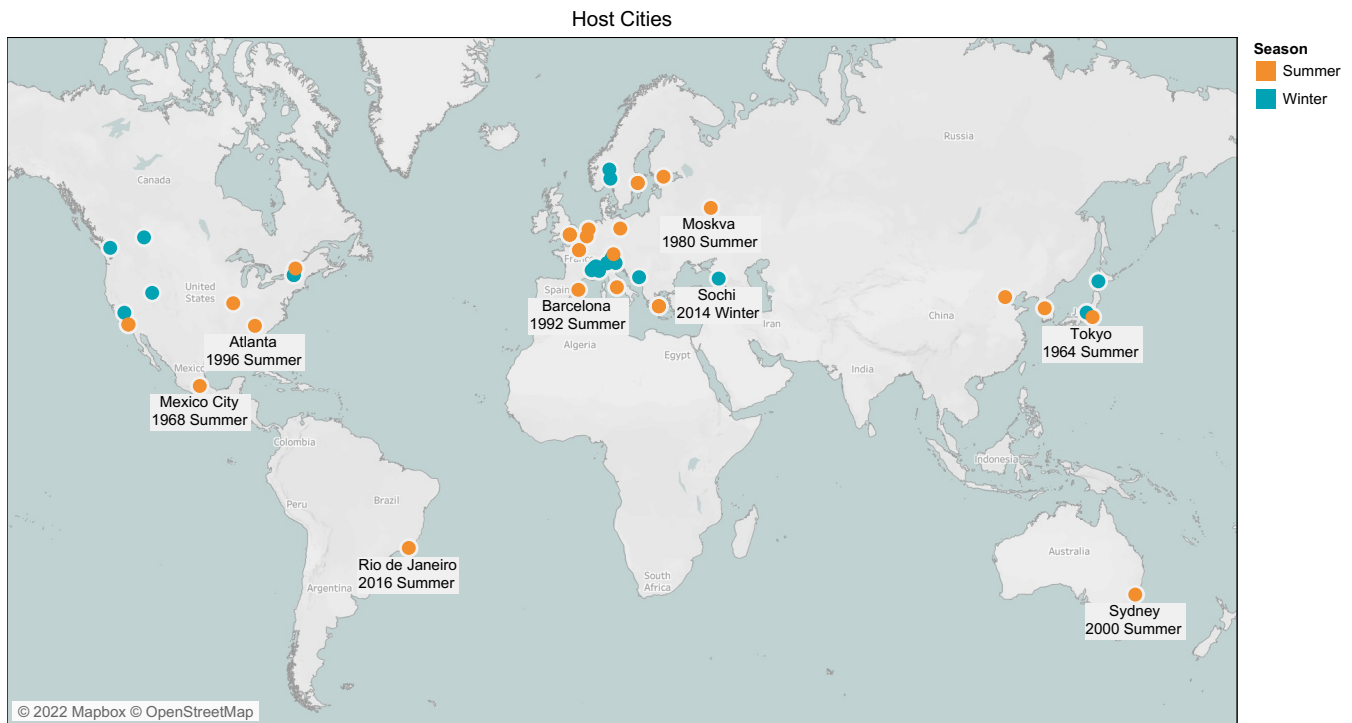 Host Cities
Season
Summer
Winter
Russia
Canada
Moskva
1980 Summer
France
United
States
Spain
Barcelona
1992 Summer
Sochi
2014 Winter
China
Iran
Tokyo
1964 Summer
Atlanta
1996 Summer
Algeria
Egypt
Mexico
India
Mexico City
1968 Summer
Colombia
Indonesia
Peru
Brazil
Australia
Rio de Janeiro
2016 Summer
South
Africa
Argentina
Sydney
2000 Summer
© 2022 Mapbox © OpenStreetMap